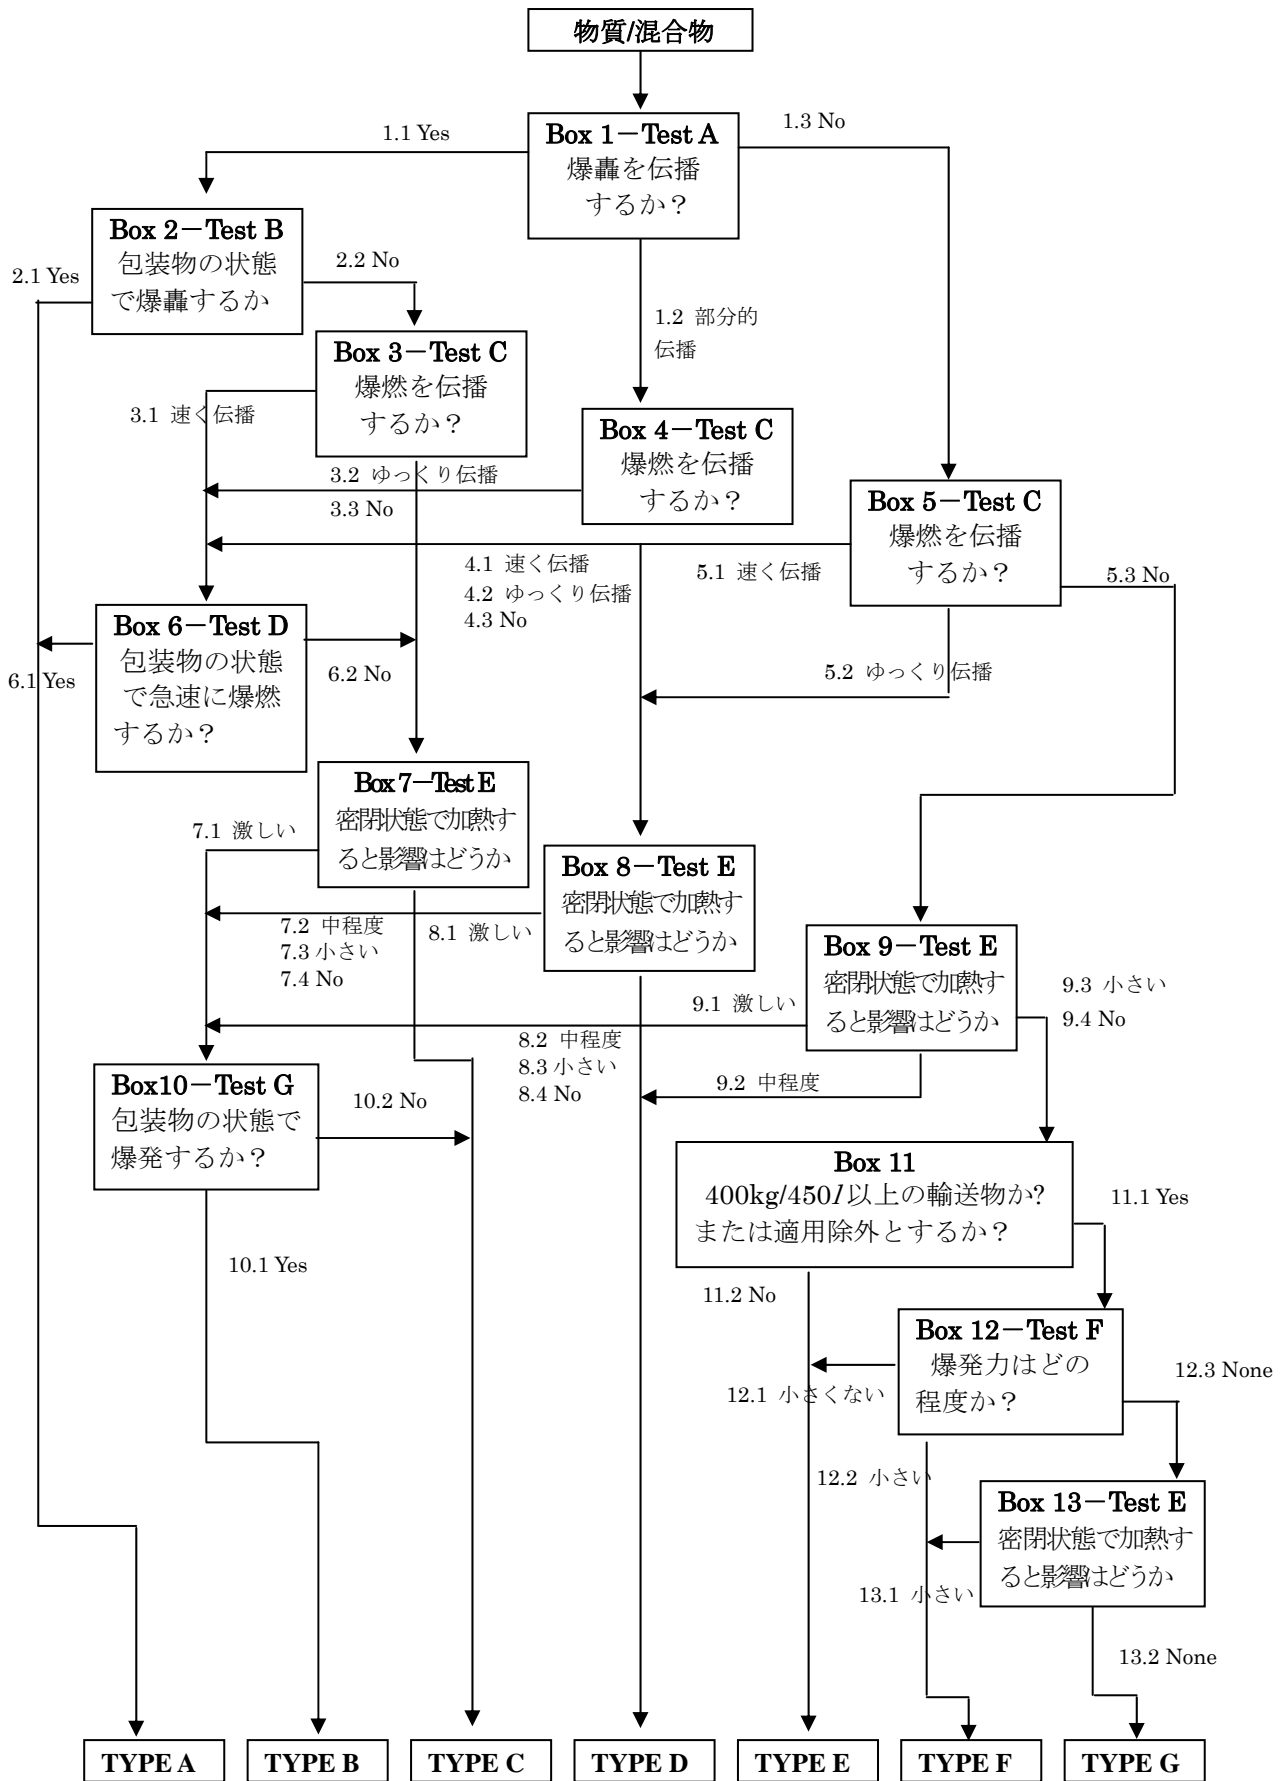 物質/混合物
1.1 Yes
Box 1－Test A
爆轟を伝播
するか？
1.3 No
Box 2－Test B
包装物の状態
で爆轟するか
2.1 Yes
2.2 No
1.2 部分的
伝播
Box 3－Test C
爆燃を伝播
するか？
3.1 速く伝播
Box 4－Test C
爆燃を伝播
するか？
3.2 ゆっくり伝播
3.3 No
Box 5－Test C
爆燃を伝播
するか？
4.1 速く伝播
4.2 ゆっくり伝播
4.3 No
5.1 速く伝播
5.3 No
Box 6－Test D
包装物の状態
で急速に爆燃
するか？
6.1 Yes
6.2 No
5.2 ゆっくり伝播
Box 7－Test E
密閉状態で加熱す
ると影響はどうか
7.1 激しい
Box 8－Test E
密閉状態で加熱す
ると影響はどうか
7.2 中程度
7.3 小さい
7.4 No
8.1 激しい
Box 9－Test E
密閉状態で加熱す
ると影響はどうか
9.1 激しい
9.3 小さい
9.4 No
8.2 中程度
8.3 小さい
8.4 No
9.2 中程度
Box10－Test G
包装物の状態で
爆発するか？
10.2 No
Box 11
400kg/450l以上の輸送物か?
または適用除外とするか？
11.1 Yes
10.1 Yes
11.2 No
Box 12－Test F
爆発力はどの
程度か？
12.1 小さくない
12.3 None
12.2 小さい
Box 13－Test E
密閉状態で加熱す
ると影響はどうか
13.1 小さい
13.2 None
TYPE A
TYPE B
TYPE C
TYPE D
TYPE E
TYPE F
TYPE G